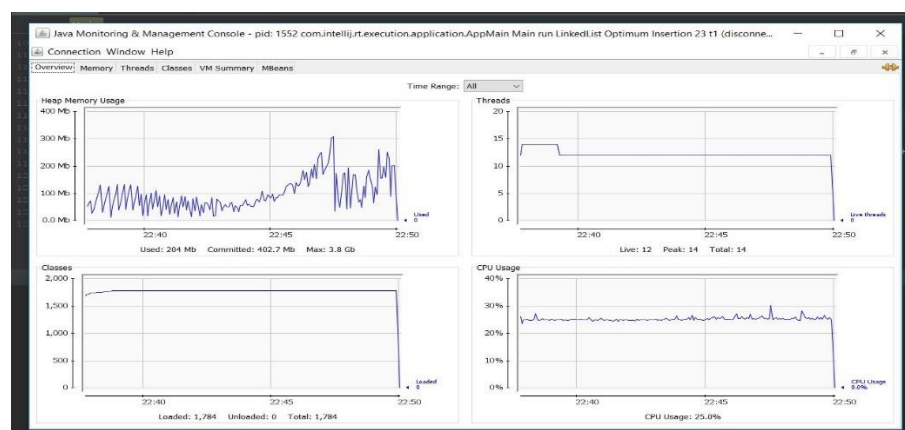 Java Monitoring & Management Console - pid: 1552 com.intellij.rt.execution.application.AppMain Main run LinkedList Optimum Insertion 23 t1 (disconne...
Connection Window Help
Overview Memory Threads Classes VM Summary MBeans
Time Range: All
Heap Memory Usage
400 Mb
300 Mb
200 Mb
100 Mb
0.0 Mb
Used
0
22:40 22:45 22:50
Used: 204 Mb Committed: 402.7 Mb Max: 3.8 Gb
Threads
20
15
10
5
0
Live threads
0
22:40 22:45 22:50
Live: 12 Peak: 14 Total: 14
Classes
2,000
1,500
1,000
500
0
Loaded
0
22:40 22:45 22:50
Loaded: 1,784 Unloaded: 0 Total: 1,784
CPU Usage
40%
30%
20%
10%
0%
CPU Usage
0.0%
22:40 22:45 22:50
CPU Usage: 25.0%